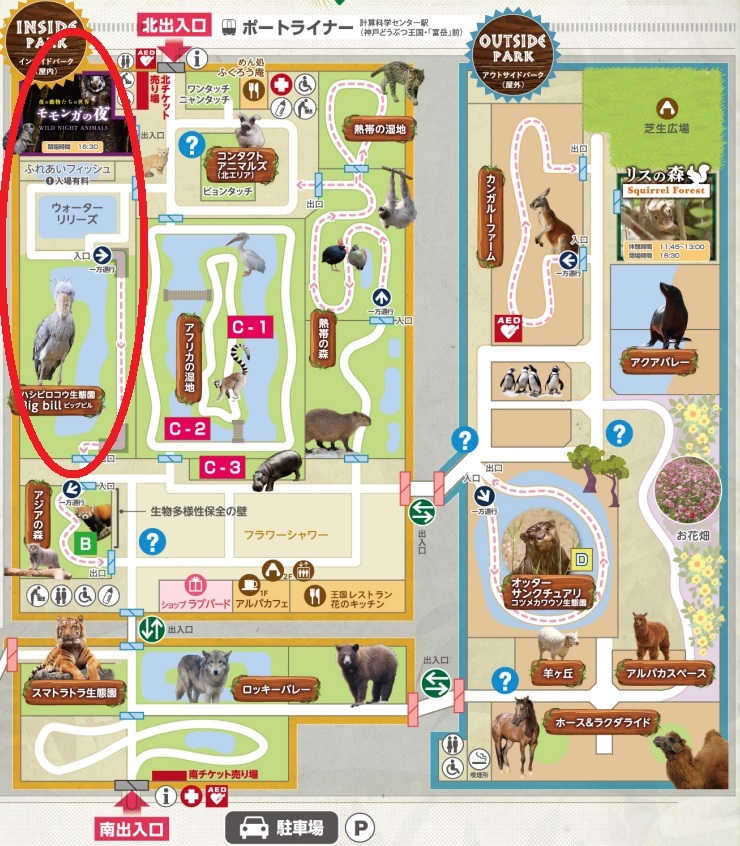 INSIDE
PARK
インサイドパーク
（屋内）
北出入口
ポートライナー
計算科学センター駅
（神戸どうぶつ王国・「富岳」前）
OUTSIDE
PARK
アウトサイドパーク
（屋外）
AED
北チケット
売り場
出入口
夜の動物たちの世界
モモンガの夜
WILD NIGHT ANIMALS
閉場時間 16:30
ふれあいフィッシュ
入場有料
ウォーター
リリーズ
入口
一方通行
ハシビロコウ生態園
Big bill ビッグビル
出口
ワンタッチ
ニャンタッチ
めん処
ふくろう庵
コンタクト
アニマルズ
（北エリア）
ピョンタッチ
出口
熱帯の湿地
熱帯の森
一方通行
入口
アフリカの湿地
C-1
C-2
C-3
アジアの森
一方通行
入口
B
出口
生物多様性保全の壁
フラワーシャワー
ショップ ラブバード
1F
アルパカカフェ
2F
王国レストラン
花のキッチン
出入口
出入口
スマトラトラ生態園
ロッキーバレー
出入口
南チケット売り場
AED
南出入口
駐車場
P
カンガルーファーム
出口
入口
一方通行
AED
芝生広場
リスの森
Squirrel Forest
休憩時間 11:45~13:00
閉場時間 16:30
アクアバレー
お花畑
出口
入口
一方通行
D
オッター
サンクチュアリ
コツメカワウソ生態園
羊ヶ丘
アルパカスペース
ホース&ラクダライド
喫煙所